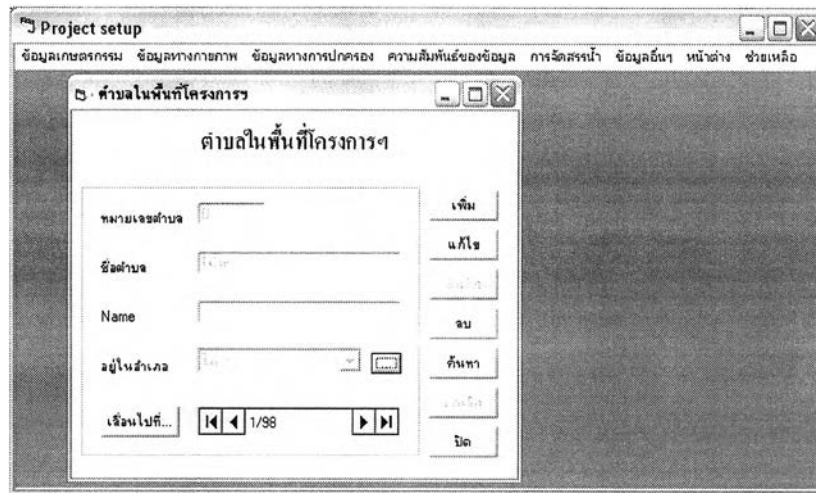 Project setup
ข้อมูลเกษตรกรรม ข้อมูลทางกายภาพ ข้อมูลทางการปกครอง ความสัมพันธ์ของข้อมูล การจัดสรรน้ำ ข้อมูลอื่นๆ หน้าต่าง ช่วยเหลือ
ตำบลในพื้นที่โครงการฯ
ตำบลในพื้นที่โครงการฯ
หมายเลขตำบล
เพิ่ม
แก้ไข
ชื่อตำบล
Name
ลบ
อยู่ในอำเภอ
ค้นหา
เลื่อนไปที่... 1/98
ปิด